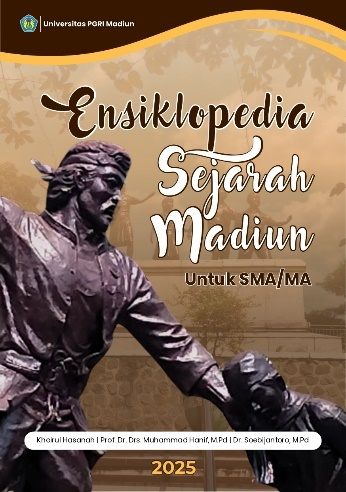 Universitas PGRI Madiun
Ensiklopedia
Sejarah
Madiun
Untuk SMA/MA
Khoirul Hasanah | Prof. Dr. Drs. Muhammad Hanif, M.Pd | Dr. Soebijantoro, M.Pd
2025